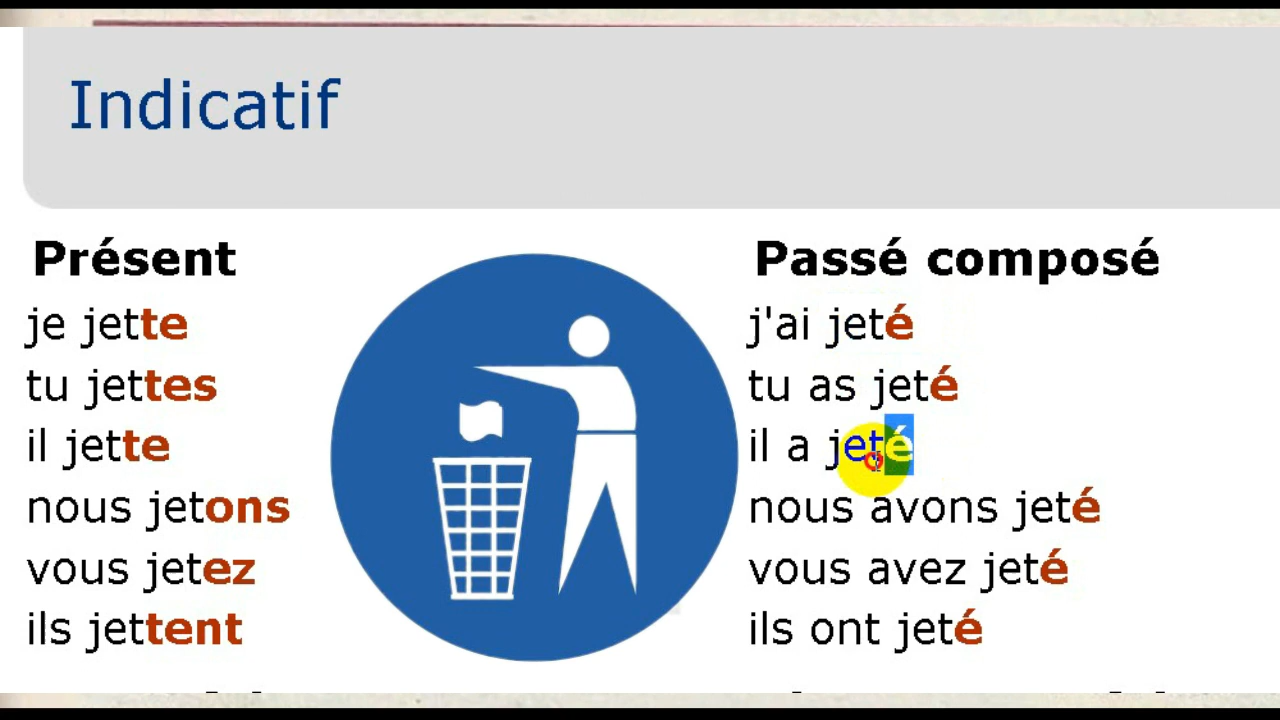 Indicatif
Présent
je jette
tu jettes
il jette
nous jetons
vous jetez
ils jettent
Passé composé
j'ai jeté
tu as jeté
il a jeté
nous avons jeté
vous avez jeté
ils ont jeté